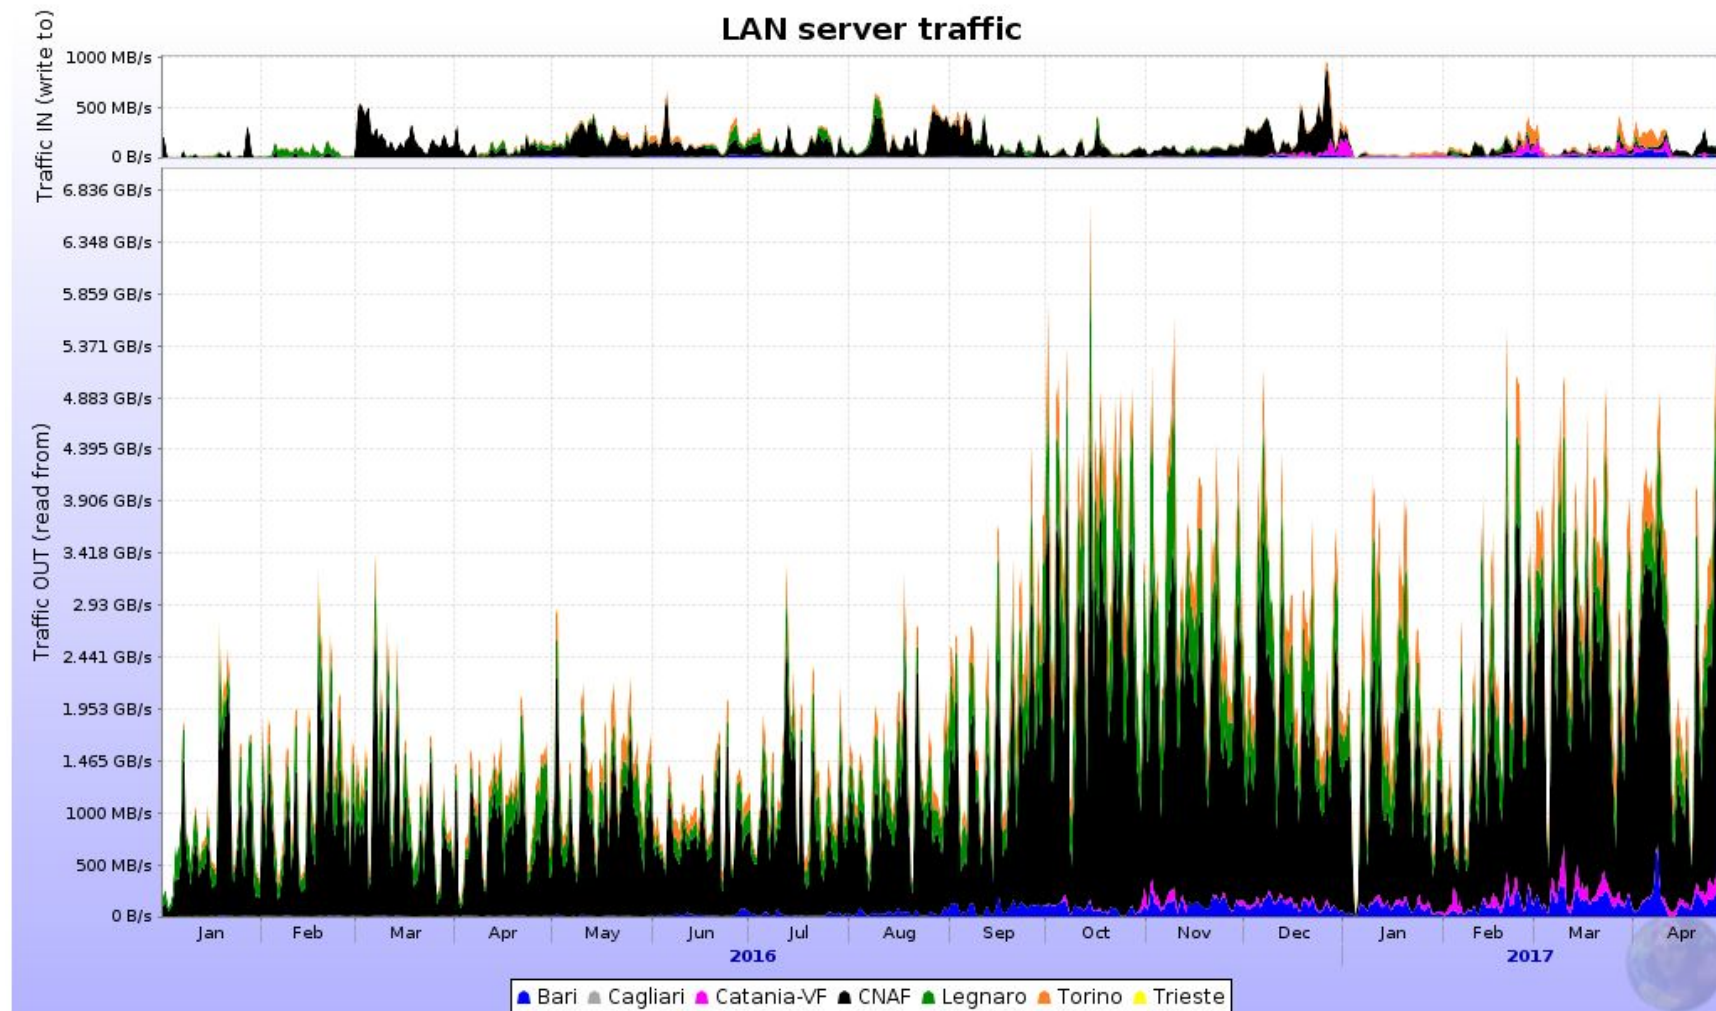 LAN server traffic
Traffic IN (write to)
1000 MB/s
500 MB/s
0 B/s
Traffic OUT (read from)
6.836 GB/s
6.348 GB/s
5.859 GB/s
5.371 GB/s
4.883 GB/s
4.395 GB/s
3.906 GB/s
3.418 GB/s
2.93 GB/s
2.441 GB/s
1.953 GB/s
1.465 GB/s
1000 MB/s
500 MB/s
0 B/s
Jan Feb Mar Apr May Jun Jul Aug Sep Oct Nov Dec Jan Feb Mar Apr
2016 2017
Bari Cagliari Catania-VF CNAF Legnaro Torino Trieste